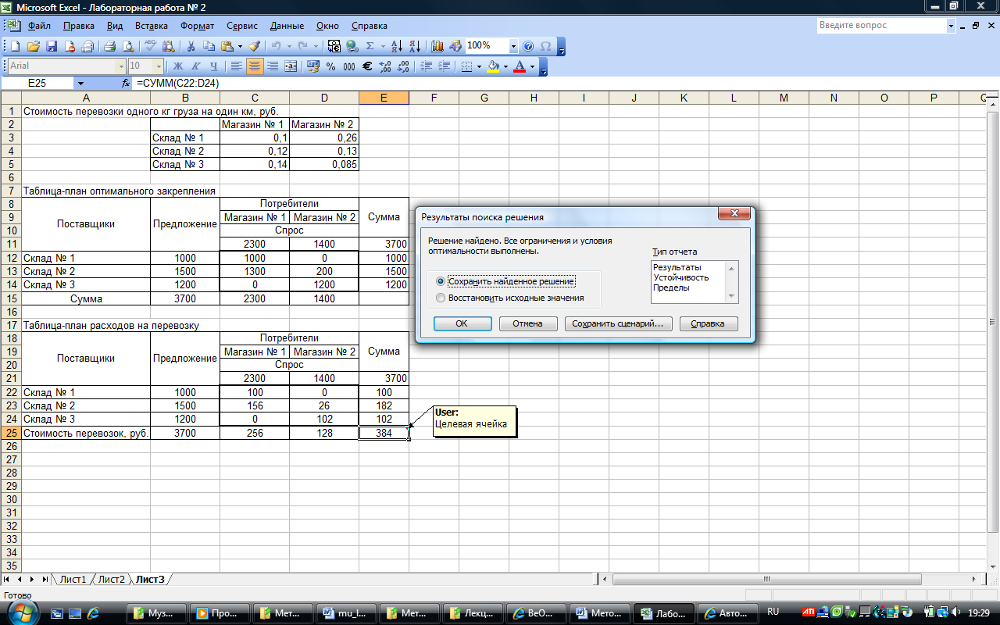 Microsoft Excel - Лабораторная работа № 2
Файл Правка Вид Вставка Формат Сервис Данные Окно Справка Введите вопрос
100%
Arial 10 Ж К Ч % 000 €
E25 fx =СУММ(C22:D24)
A B C D E F G H I J K L M N O P Q
1 Стоимость перевозки одного кг груза на один км, руб.
2 Магазин № 1 Магазин № 2
3 Склад № 1 0,1 0,26
4 Склад № 2 0,12 0,13
5 Склад № 3 0,14 0,085
6
7 Таблица-план оптимального закрепления
8 Потребители
9 Поставщики Предложение Магазин № 1 Магазин № 2 Сумма
10 Спрос
11 2300 1400 3700
12 Склад № 1 1000 1000 0 1000
13 Склад № 2 1500 1300 200 1500
14 Склад № 3 1200 0 1200 1200
15 Сумма 3700 2300 1400
16
17 Таблица-план расходов на перевозку
18 Потребители
19 Поставщики Предложение Магазин № 1 Магазин № 2 Сумма
20 Спрос
21 2300 1400 3700
22 Склад № 1 1000 100 0 100
23 Склад № 2 1500 156 26 182
24 Склад № 3 1200 0 102 102
25 Стоимость перевозок, руб. 3700 256 128 384
26
27
28
29
30
31
32
33
34
35
User:
Целевая ячейка
Результаты поиска решения
Решение найдено. Все ограничения и условия
оптимальности выполнены.
Тип отчета
Результаты
Устойчивость
Пределы
Сохранить найденное решение
Восстановить исходные значения
OK Отмена Сохранить сценарий... Справка
Лист1 Лист2 Лист3
Готово
Муз... Про... Мет... mu_l... Мет... Лекц... BeO... Мето... Лабо... Авто... RU ATI 19:29